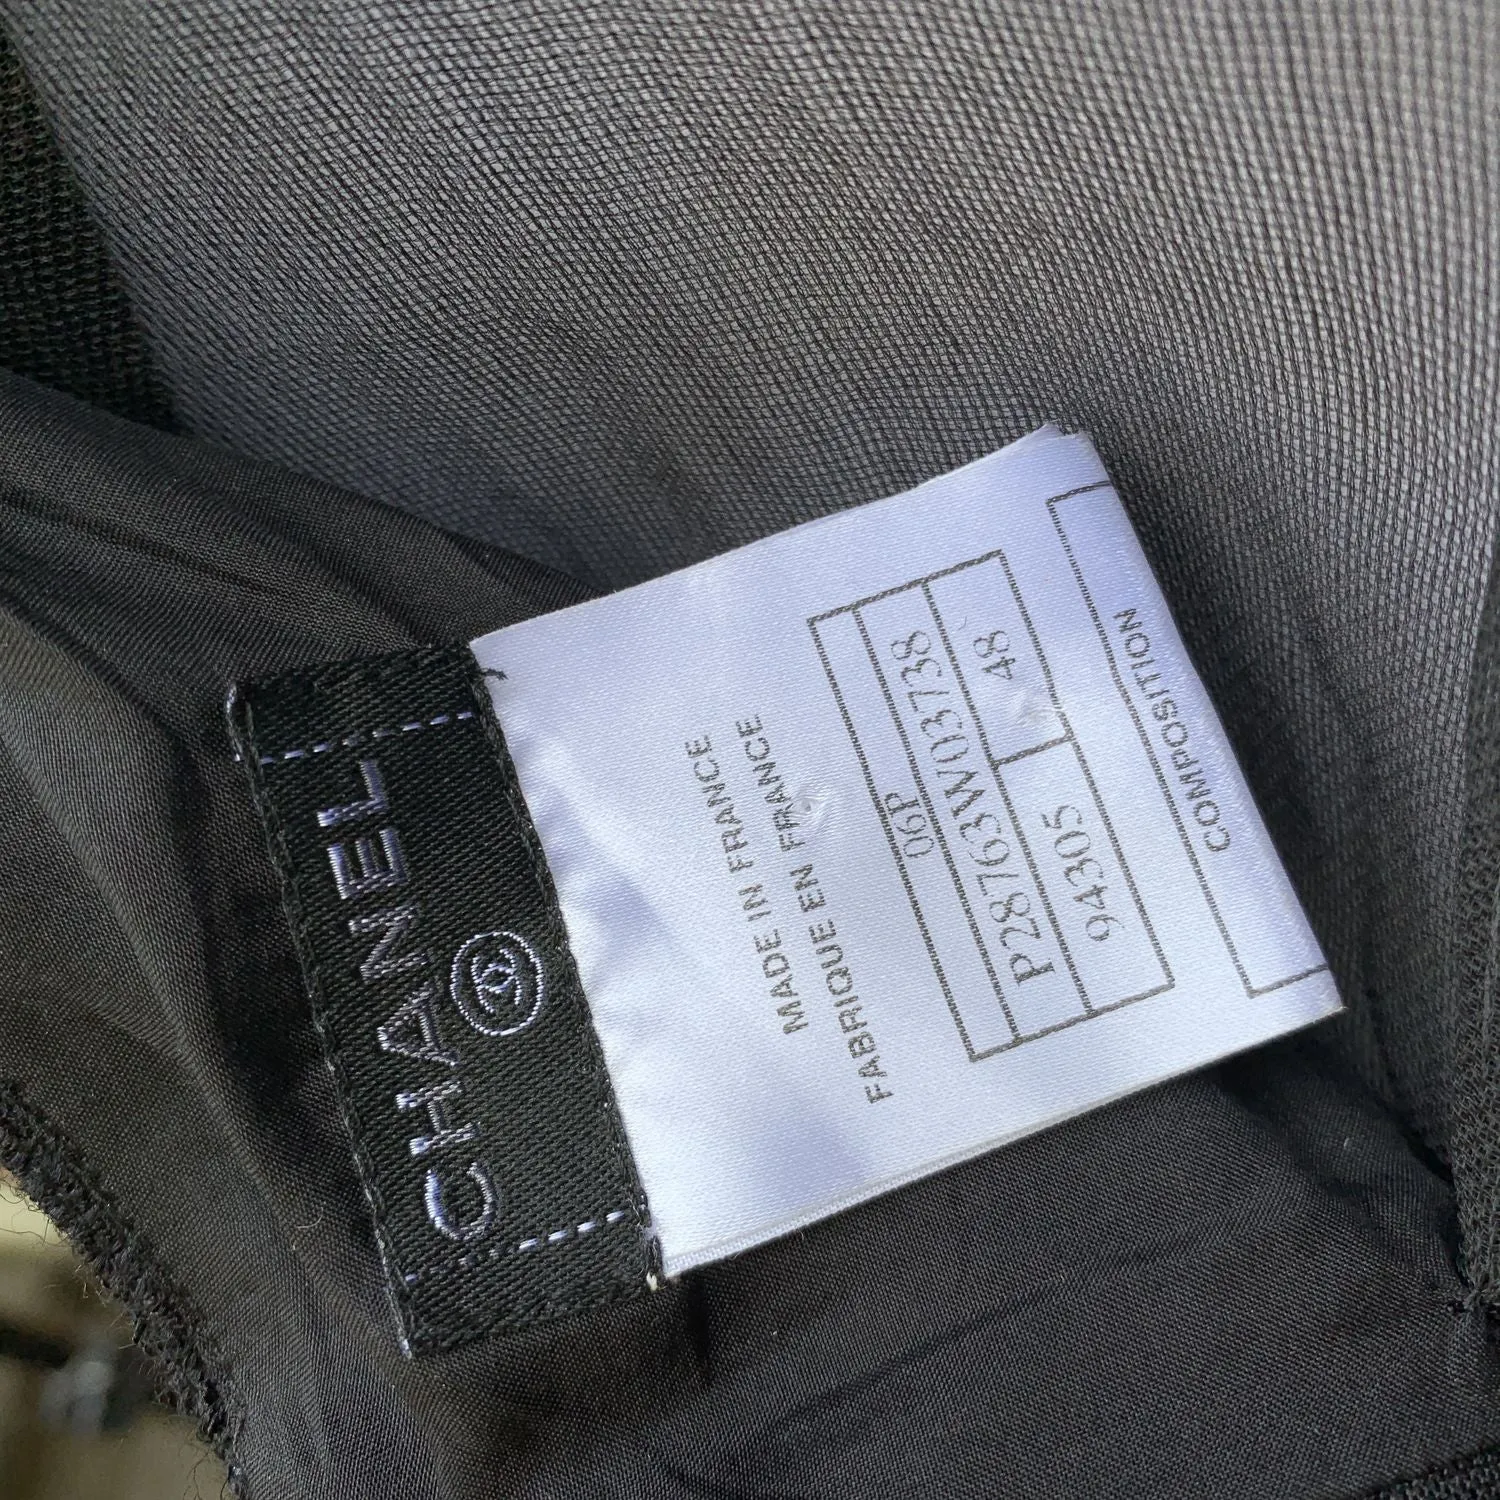 CHANEL
MADE IN FRANCE
FABRIQUE EN FRANCE
06P
P28763W03738
94305 48
COMPOSITION